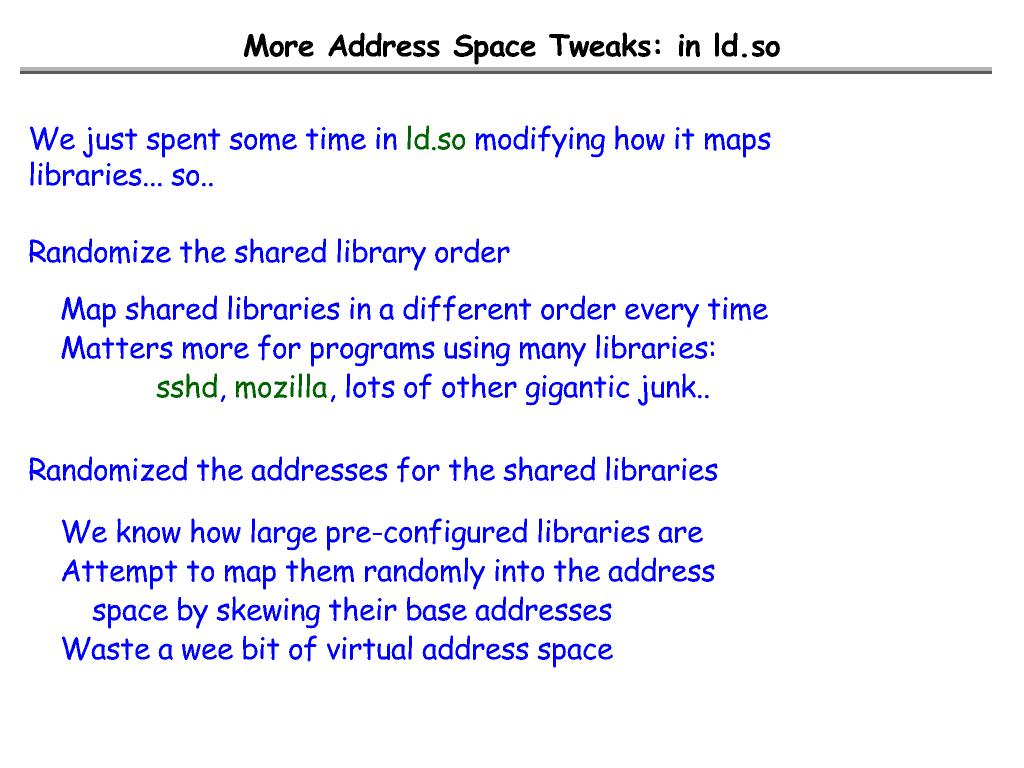 More Address Space Tweaks: in ld.so
We just spent some time in ld.so modifying how it maps
libraries... so..
Randomize the shared library order
Map shared libraries in a different order every time
Matters more for programs using many libraries:
sshd, mozilla, lots of other gigantic junk..
Randomized the addresses for the shared libraries
We know how large pre-configured libraries are
Attempt to map them randomly into the address
space by skewing their base addresses
Waste a wee bit of virtual address space